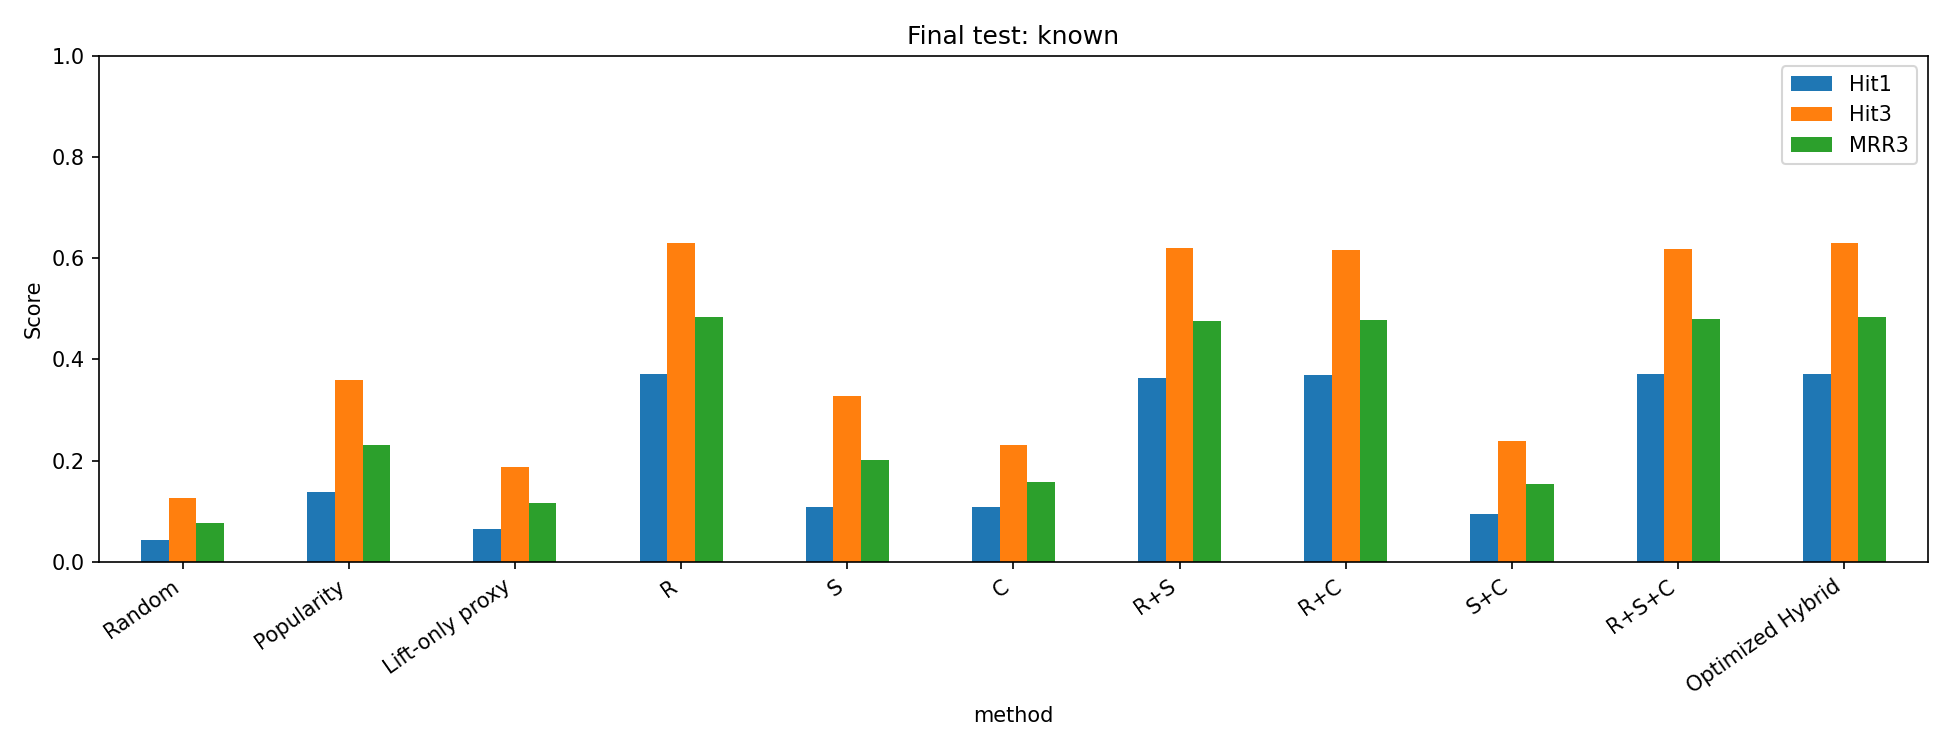 Final test: known
1.0
0.8
0.6
0.4
0.2
0.0
Score
Hit1
Hit3
MRR3
Random
Popularity
Lift-only proxy
R
S
C
R+S
R+C
S+C
R+S+C
Optimized Hybrid
method